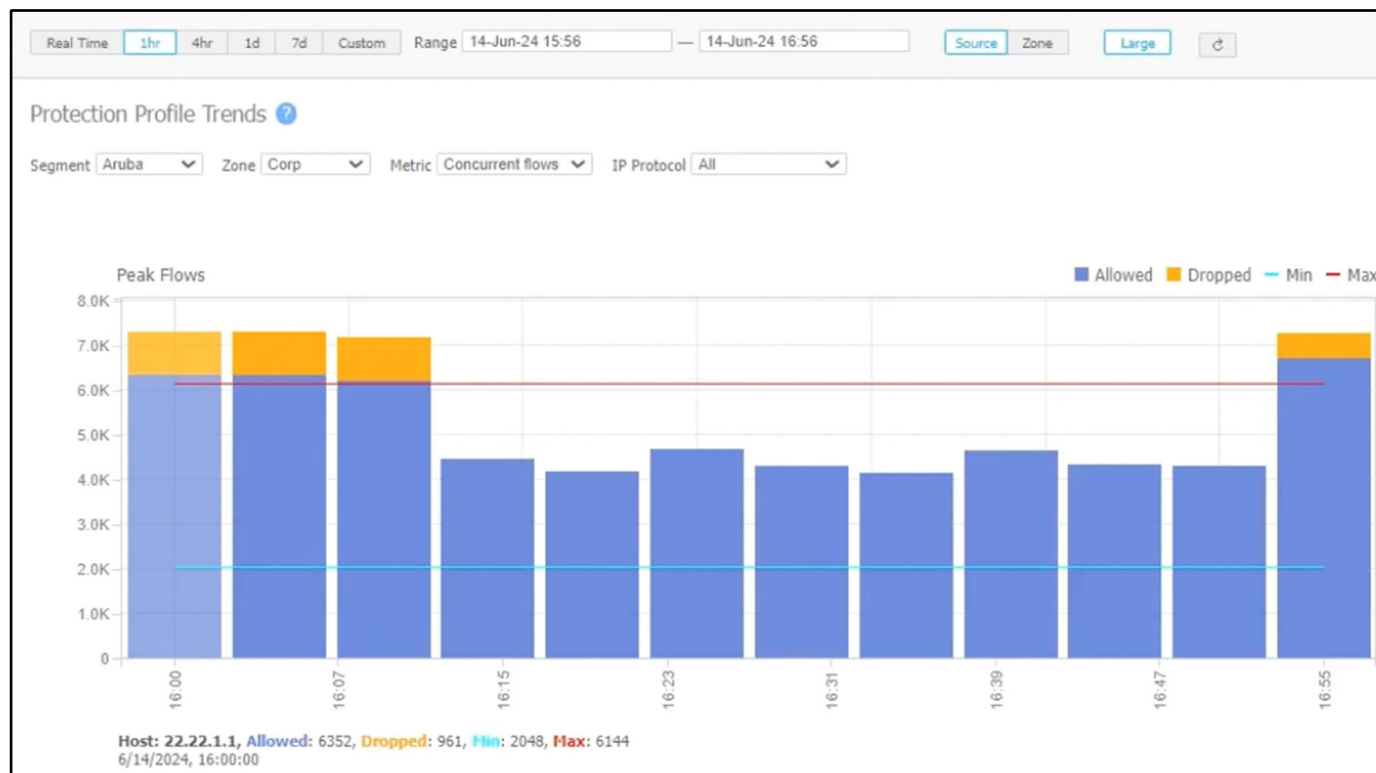 Real Time 1hr 4hr 1d 7d Custom Range 14-Jun-24 15:56 — 14-Jun-24 16:56 Source Zone Large
Protection Profile Trends ?
Segment Aruba Zone Corp Metric Concurrent flows IP Protocol All
Peak Flows Allowed Dropped Min Max
8.0K
7.0K
6.0K
5.0K
4.0K
3.0K
2.0K
1.0K
0
16:00 16:07 16:15 16:23 16:31 16:39 16:47 16:55
Host: 22.22.1.1, Allowed: 6352, Dropped: 961, Min: 2048, Max: 6144
6/14/2024, 16:00:00